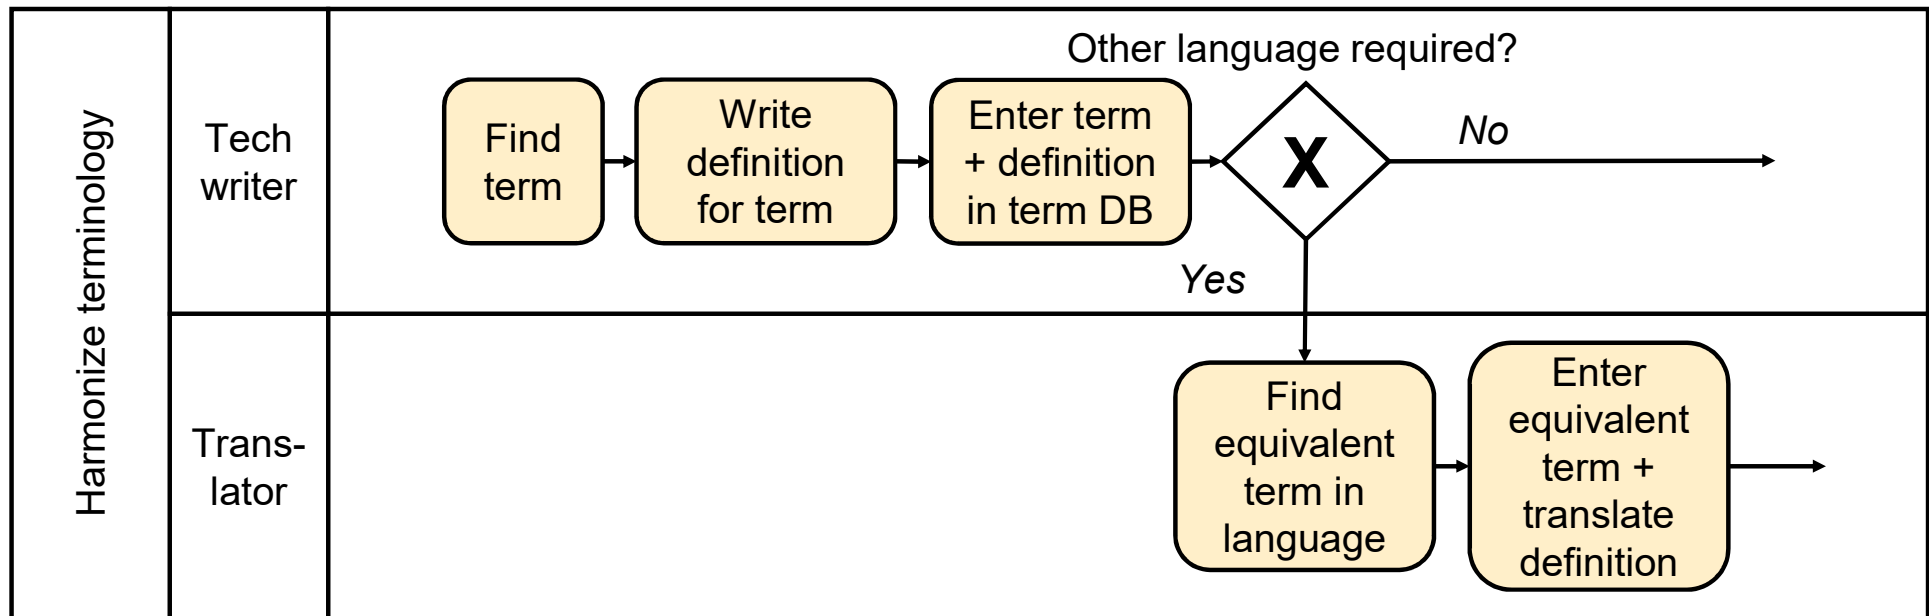 Harmonize terminology
Tech
writer
Find
term
Write
definition
for term
Enter term
+ definition
in term DB
Other language required?
X
No
Yes
Trans-
lator
Find
equivalent
term in
language
Enter
equivalent
term +
translate
definition